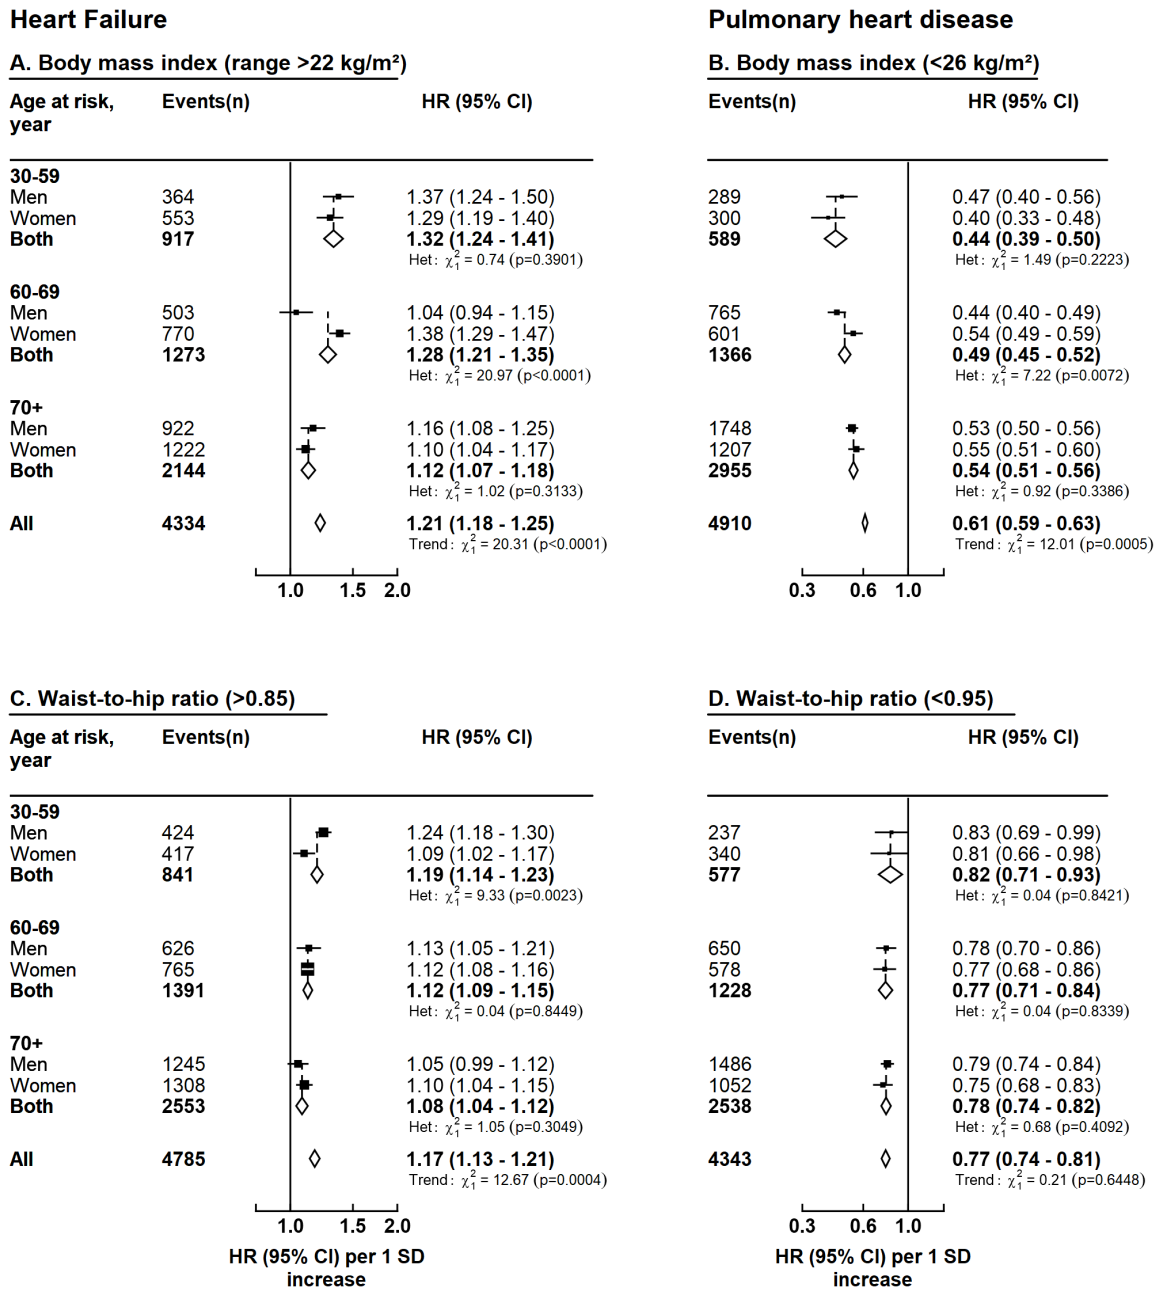 Heart Failure
Pulmonary heart disease
A. Body mass index (range >22 kg/m²)
Age at risk, year
Events(n)
HR (95% CI)
30-59
Men 364 1.37 (1.24 - 1.50)
Women 553 1.29 (1.19 - 1.40)
Both 917 1.32 (1.24 - 1.41)
Het: χ²₁ = 0.74 (p=0.3901)
60-69
Men 503 1.04 (0.94 - 1.15)
Women 770 1.38 (1.29 - 1.47)
Both 1273 1.28 (1.21 - 1.35)
Het: χ²₁ = 20.97 (p<0.0001)
70+
Men 922 1.16 (1.08 - 1.25)
Women 1222 1.10 (1.04 - 1.17)
Both 2144 1.12 (1.07 - 1.18)
Het: χ²₁ = 1.02 (p=0.3133)
All 4334 1.21 (1.18 - 1.25)
Trend: χ²₁ = 20.31 (p<0.0001)
1.0 1.5 2.0
B. Body mass index (<26 kg/m²)
Events(n)
HR (95% CI)
289 0.47 (0.40 - 0.56)
300 0.40 (0.33 - 0.48)
589 0.44 (0.39 - 0.50)
Het: χ²₁ = 1.49 (p=0.2223)
765 0.44 (0.40 - 0.49)
601 0.54 (0.49 - 0.59)
1366 0.49 (0.45 - 0.52)
Het: χ²₁ = 7.22 (p=0.0072)
1748 0.53 (0.50 - 0.56)
1207 0.55 (0.51 - 0.60)
2955 0.54 (0.51 - 0.56)
Het: χ²₁ = 0.92 (p=0.3386)
4910 0.61 (0.59 - 0.63)
Trend: χ²₁ = 12.01 (p=0.0005)
0.3 0.6 1.0
C. Waist-to-hip ratio (>0.85)
Age at risk, year
Events(n)
HR (95% CI)
30-59
Men 424 1.24 (1.18 - 1.30)
Women 417 1.09 (1.02 - 1.17)
Both 841 1.19 (1.14 - 1.23)
Het: χ²₁ = 9.33 (p=0.0023)
60-69
Men 626 1.13 (1.05 - 1.21)
Women 765 1.12 (1.08 - 1.16)
Both 1391 1.12 (1.09 - 1.15)
Het: χ²₁ = 0.04 (p=0.8449)
70+
Men 1245 1.05 (0.99 - 1.12)
Women 1308 1.10 (1.04 - 1.15)
Both 2553 1.08 (1.04 - 1.12)
Het: χ²₁ = 1.05 (p=0.3049)
All 4785 1.17 (1.13 - 1.21)
Trend: χ²₁ = 12.67 (p=0.0004)
1.0 1.5 2.0
HR (95% CI) per 1 SD
increase
D. Waist-to-hip ratio (<0.95)
Events(n)
HR (95% CI)
237 0.83 (0.69 - 0.99)
340 0.81 (0.66 - 0.98)
577 0.82 (0.71 - 0.93)
Het: χ²₁ = 0.04 (p=0.8421)
650 0.78 (0.70 - 0.86)
578 0.77 (0.68 - 0.86)
1228 0.77 (0.71 - 0.84)
Het: χ²₁ = 0.04 (p=0.8339)
1486 0.79 (0.74 - 0.84)
1052 0.75 (0.68 - 0.83)
2538 0.78 (0.74 - 0.82)
Het: χ²₁ = 0.68 (p=0.4092)
4343 0.77 (0.74 - 0.81)
Trend: χ²₁ = 0.21 (p=0.6448)
0.3 0.6 1.0
HR (95% CI) per 1 SD
increase